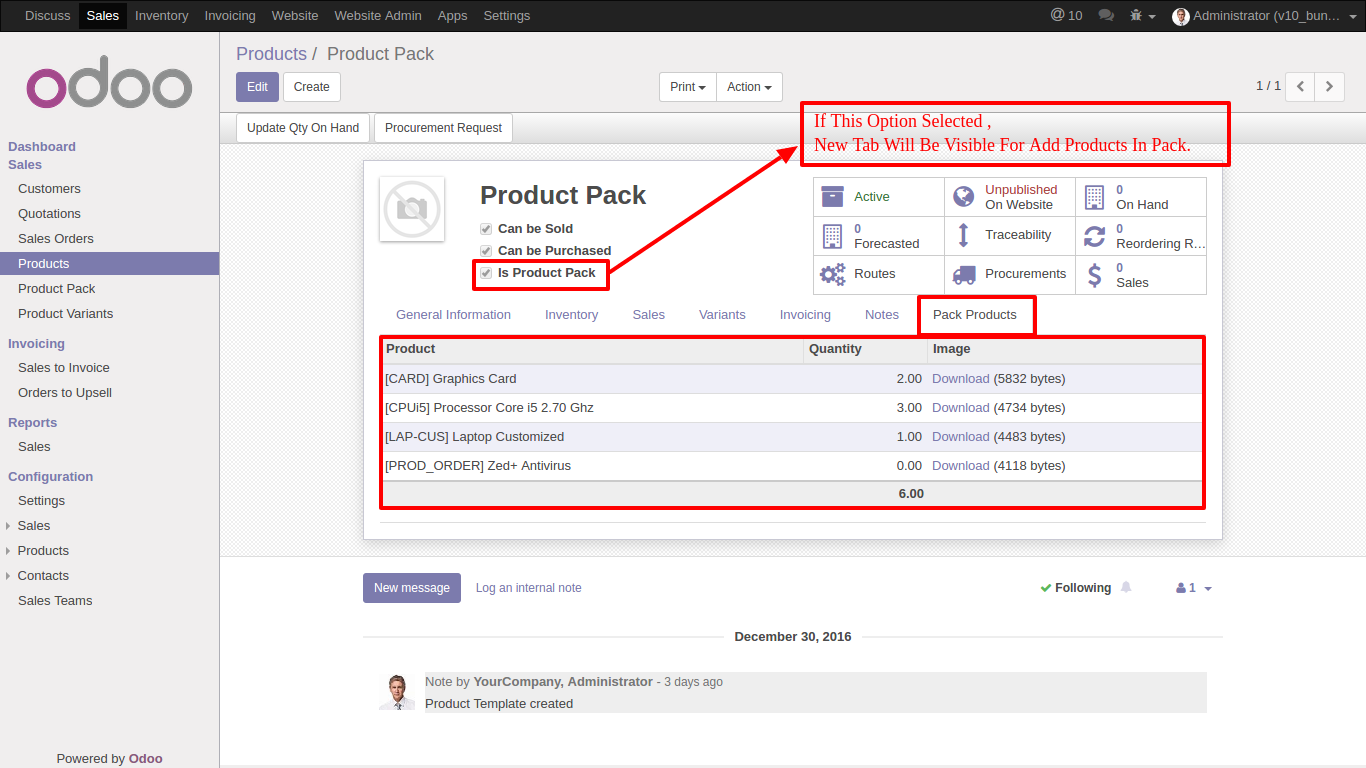 Discuss Sales Inventory Invoicing Website Website Admin Apps Settings @ 10 Administrator (v10_bun...
odoo
Products / Product Pack
Edit Create Print Action 1 / 1
Update Qty On Hand Procurement Request
If This Option Selected ,
New Tab Will Be Visible For Add Products In Pack.
Dashboard
Sales
Customers
Quotations
Sales Orders
Products
Product Pack
Product Variants
Invoicing
Sales to Invoice
Orders to Upsell
Reports
Sales
Configuration
Settings
Sales
Products
Contacts
Sales Teams
Powered by Odoo
Product Pack
Can be Sold
Can be Purchased
Is Product Pack
Active
Unpublished
On Website
0
On Hand
0
Forecasted
Traceability
0
Reordering R...
Routes
Procurements
0
Sales
General Information Inventory Sales Variants Invoicing Notes Pack Products
Product Quantity Image
[CARD] Graphics Card 2.00 Download (5832 bytes)
[CPUi5] Processor Core i5 2.70 Ghz 3.00 Download (4734 bytes)
[LAP-CUS] Laptop Customized 1.00 Download (4483 bytes)
[PROD_ORDER] Zed+ Antivirus 0.00 Download (4118 bytes)
6.00
New message Log an internal note Following 1
December 30, 2016
Note by YourCompany, Administrator - 3 days ago
Product Template created